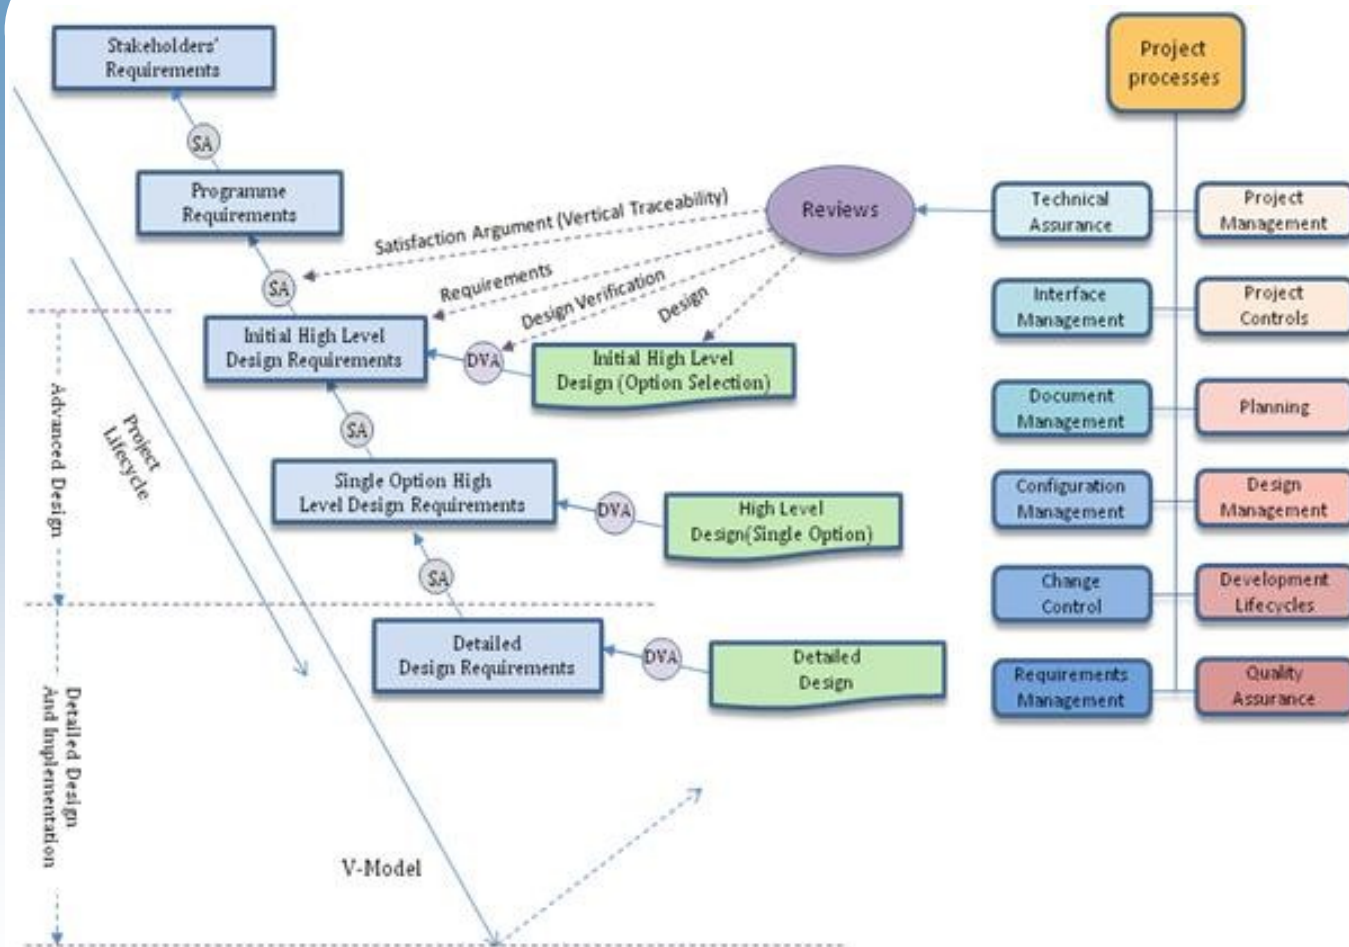 Stakeholders'
Requirements
SA
Programme
Requirements
SA
Initial High Level
Design Requirements
SA
Single Option High
Level Design Requirements
SA
Detailed
Design Requirements
DVA
Initial High Level
Design (Option Selection)
DVA
High Level
Design(Single Option)
DVA
Detailed
Design
Satisfaction Argument (Vertical Traceability)
Requirements
Design Verification
Design
Reviews
Advanced Design
Detailed Design
And Implementation
Project
Lifecycle
V-Model
Project
processes
Technical
Assurance
Project
Management
Interface
Management
Project
Controls
Document
Management
Planning
Configuration
Management
Design
Management
Change
Control
Development
Lifecycles
Requirements
Management
Quality
Assurance